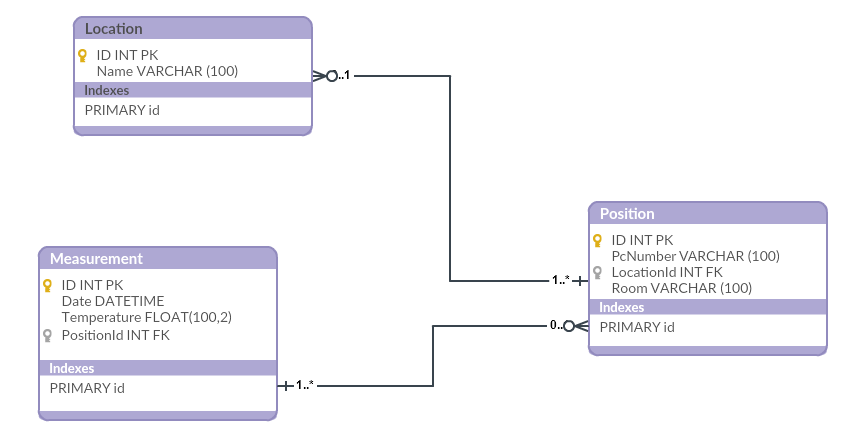 Location
ID INT PK
Name VARCHAR (100)
Indexes
PRIMARY id
..1
Position
ID INT PK
PcNumber VARCHAR (100)
LocationId INT FK
Room VARCHAR (100)
Indexes
PRIMARY id
1..*
0..
Measurement
ID INT PK
Date DATETIME
Temperature FLOAT(100,2)
PositionId INT FK
Indexes
PRIMARY id
1..*